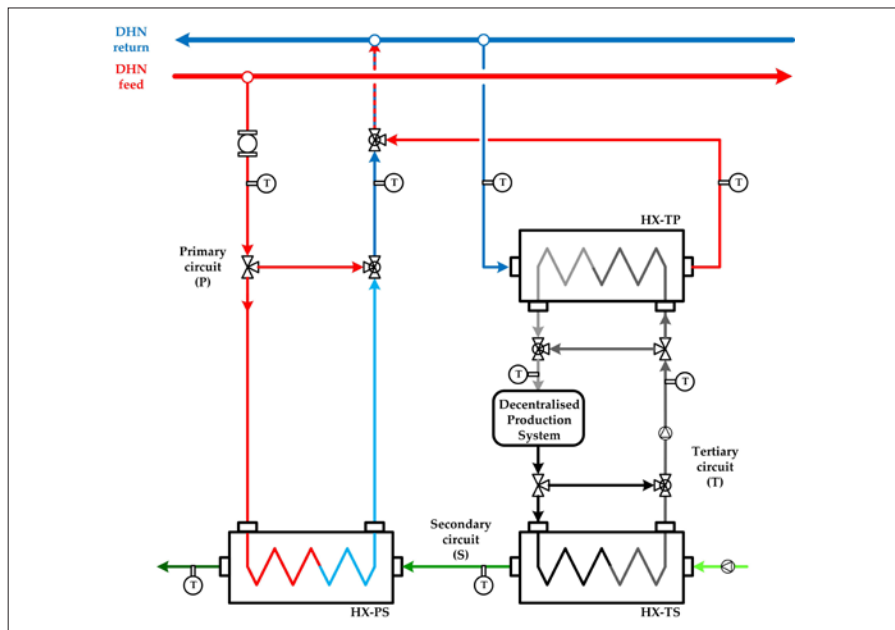 DHN
return
DHN
feed
T
T
T
T
HX-TP
Primary
circuit
(P)
T
T
Decentralised
Production
System
Tertiary
circuit
(T)
Secondary
circuit
(S)
T
T
HX-PS
HX-TS